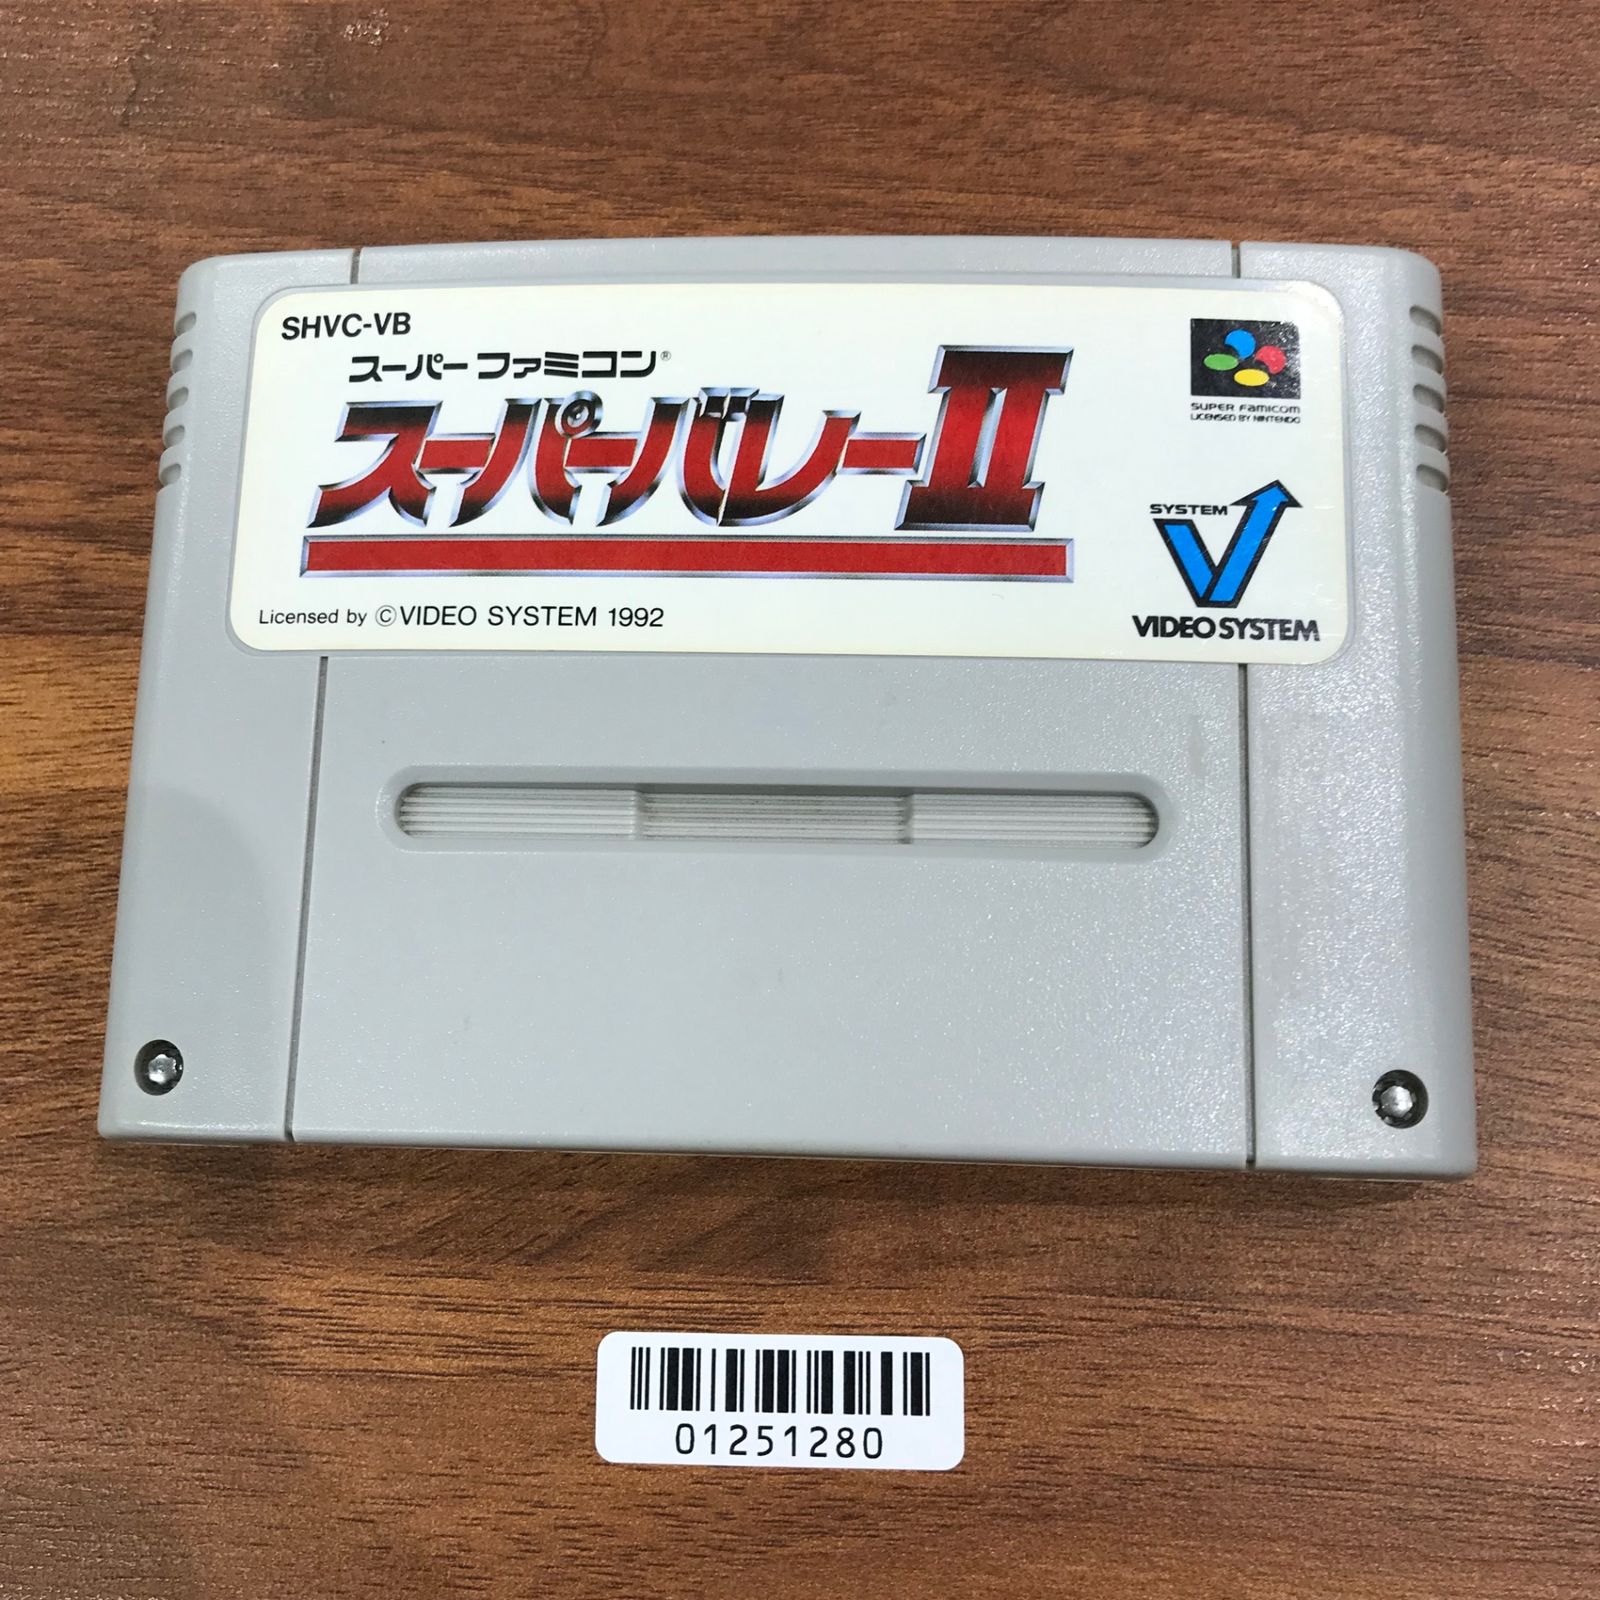 SHVC-VB
スーパーファミコン®
スーパーバレーII
SUPER FAMICOM
LICENSED BY NINTENDO
SYSTEM
V
VIDEO SYSTEM
Licensed by ©VIDEO SYSTEM 1992
01251280